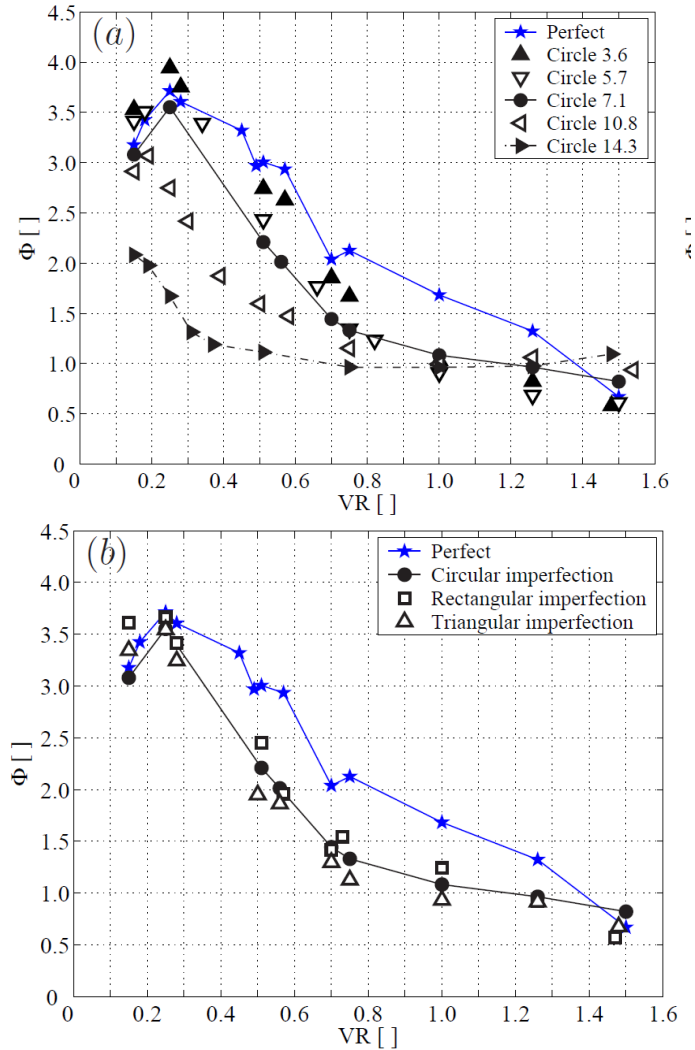 (a)
Perfect
Circle 3.6
Circle 5.7
Circle 7.1
Circle 10.8
Circle 14.3
4.5
4.0
3.5
3.0
2.5
2.0
1.5
1.0
0.5
0
Φ [ ]
Φ [
0 0.2 0.4 0.6 0.8 1.0 1.2 1.4 1.6
VR [ ]
(b)
Perfect
Circular imperfection
Rectangular imperfection
Triangular imperfection
4.5
4.0
3.5
3.0
2.5
2.0
1.5
1.0
0.5
0
Φ [ ]
0 0.2 0.4 0.6 0.8 1.0 1.2 1.4 1.6
VR [ ]